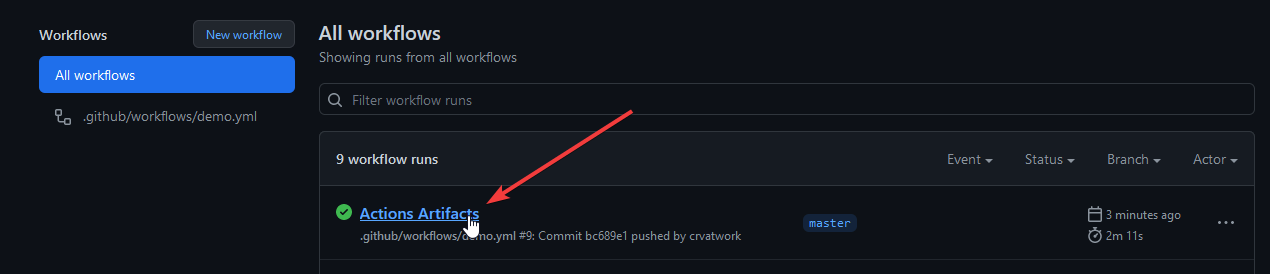 Workflows
New workflow
All workflows
.github/workflows/demo.yml
All workflows
Showing runs from all workflows
Filter workflow runs
9 workflow runs
Event
Status
Branch
Actor
Actions Artifacts
.github/workflows/demo.yml #9: Commit bc689e1 pushed by crvatwork
master
3 minutes ago
2m 11s